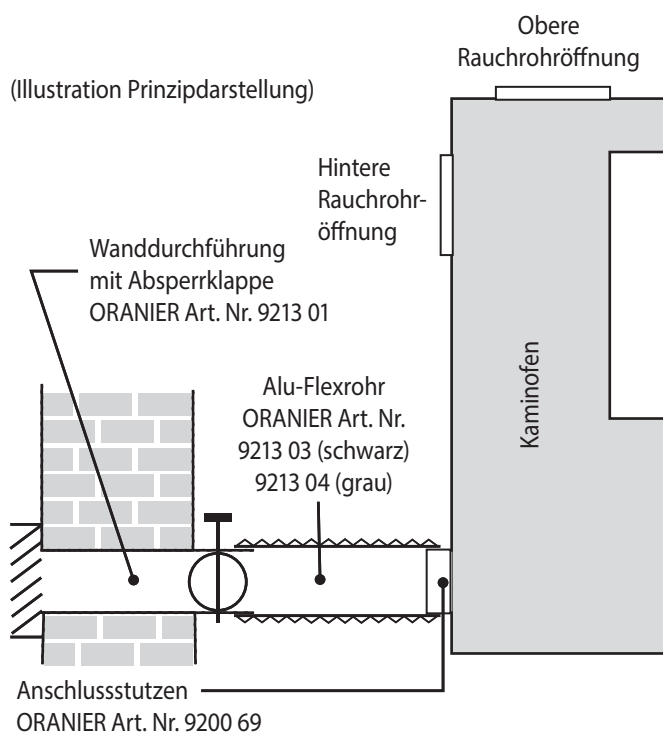 Obere
Rauchrohröffnung
(Illustration Prinzipdarstellung)
Hintere
Rauchrohr-
öffnung
Wanddurchführung
mit Absperrklappe
ORANIER Art. Nr. 9213 01
Alu-Flexrohr
ORANIER Art. Nr.
9213 03 (schwarz)
9213 04 (grau)
Kaminofen
Anschlussstutzen
ORANIER Art. Nr. 9200 69